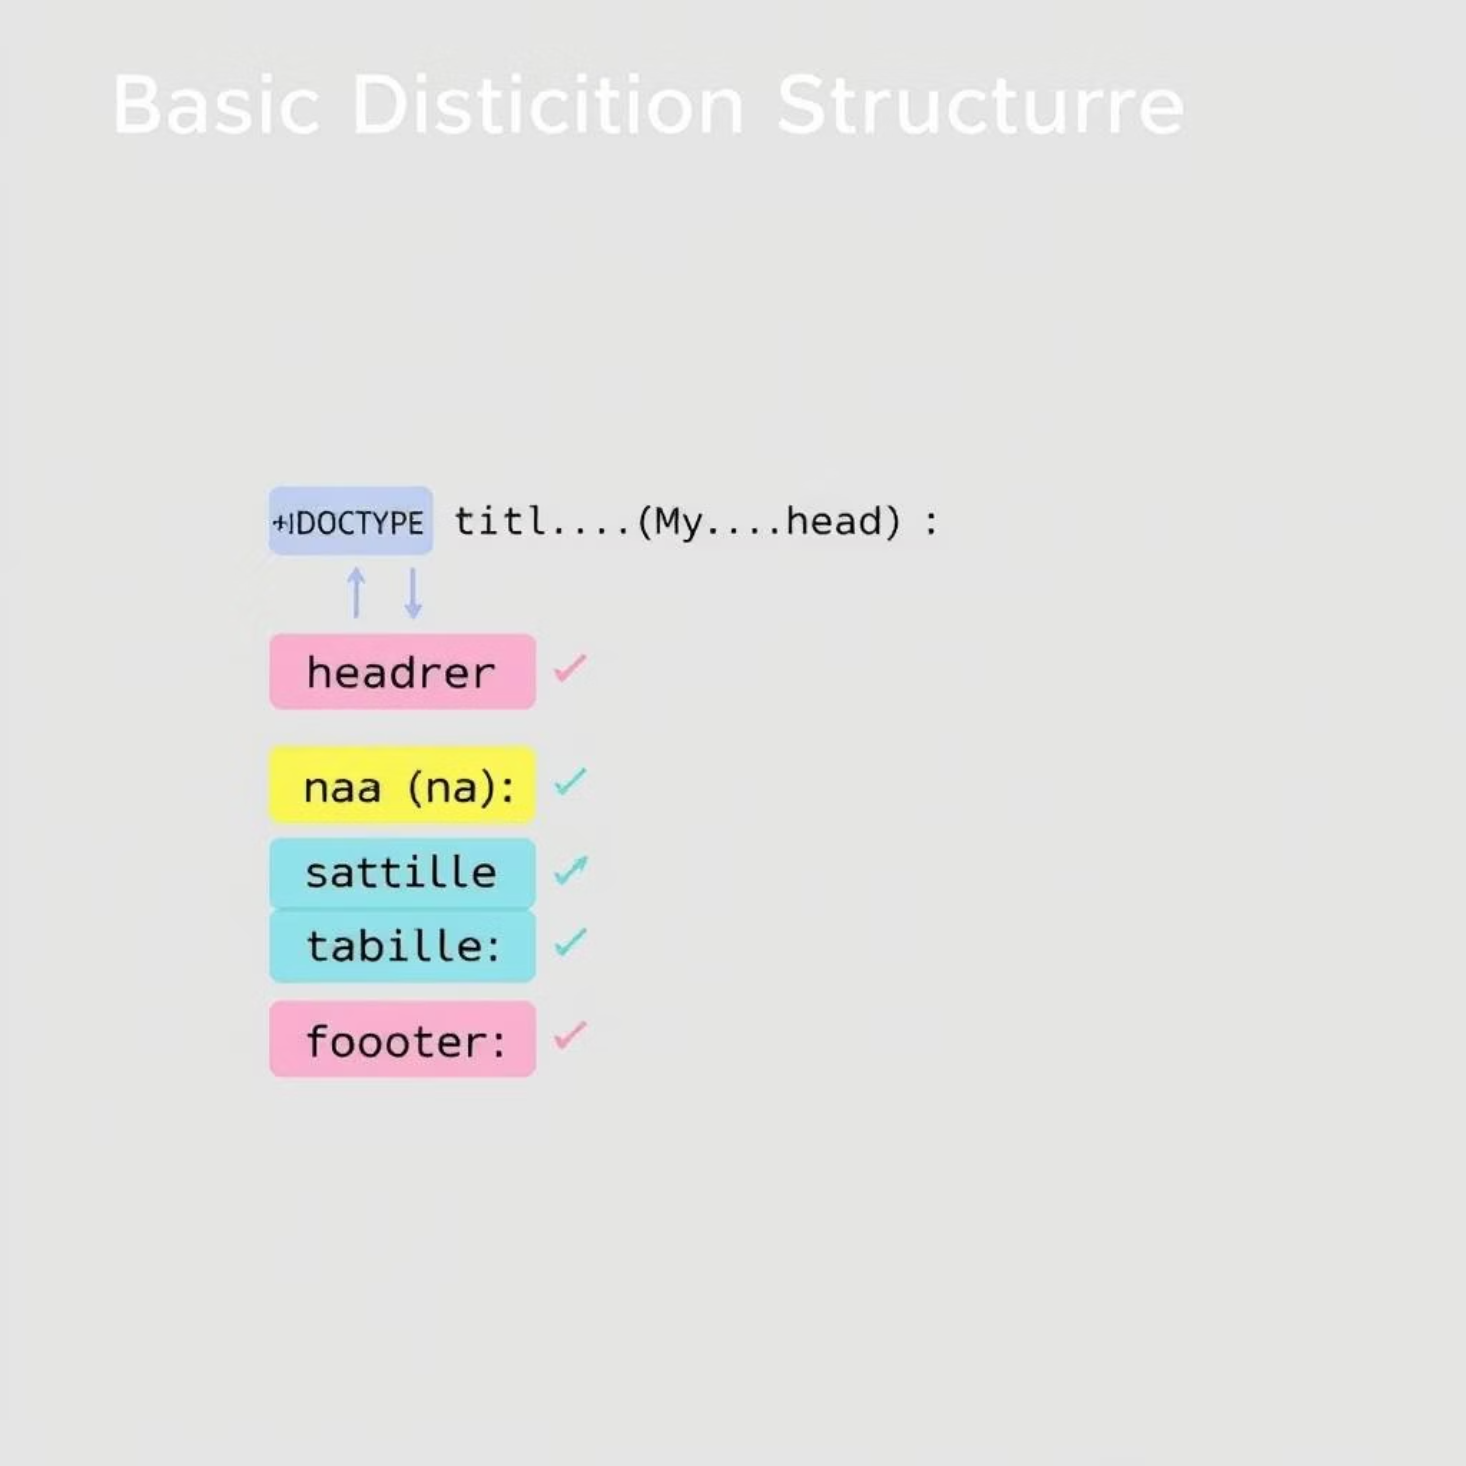 Basic Disticition Structurre
+IDOCTYPE titl....(My....head) :
headrer
naa (na):
sattille
tabille:
foooter: